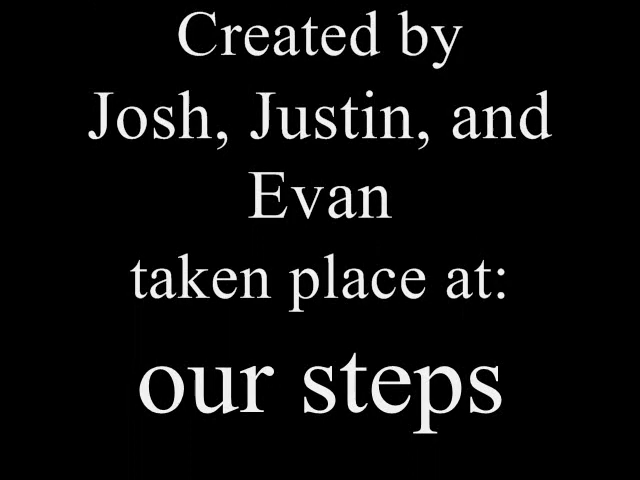 Created by
Josh, Justin, and
Evan
taken place at:
our steps